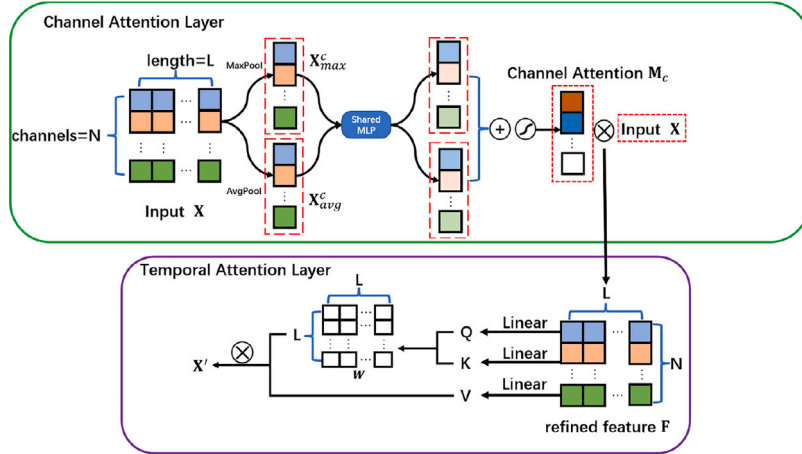 Channel Attention Layer
length=L
channels=N
Input X
MaxPool
X^c_max
AvgPool
X^c_avg
Shared
MLP
+
Channel Attention M_c
Input X
Temporal Attention Layer
L
L
W
X′
Q
K
V
Linear
Linear
Linear
L
N
refined feature F